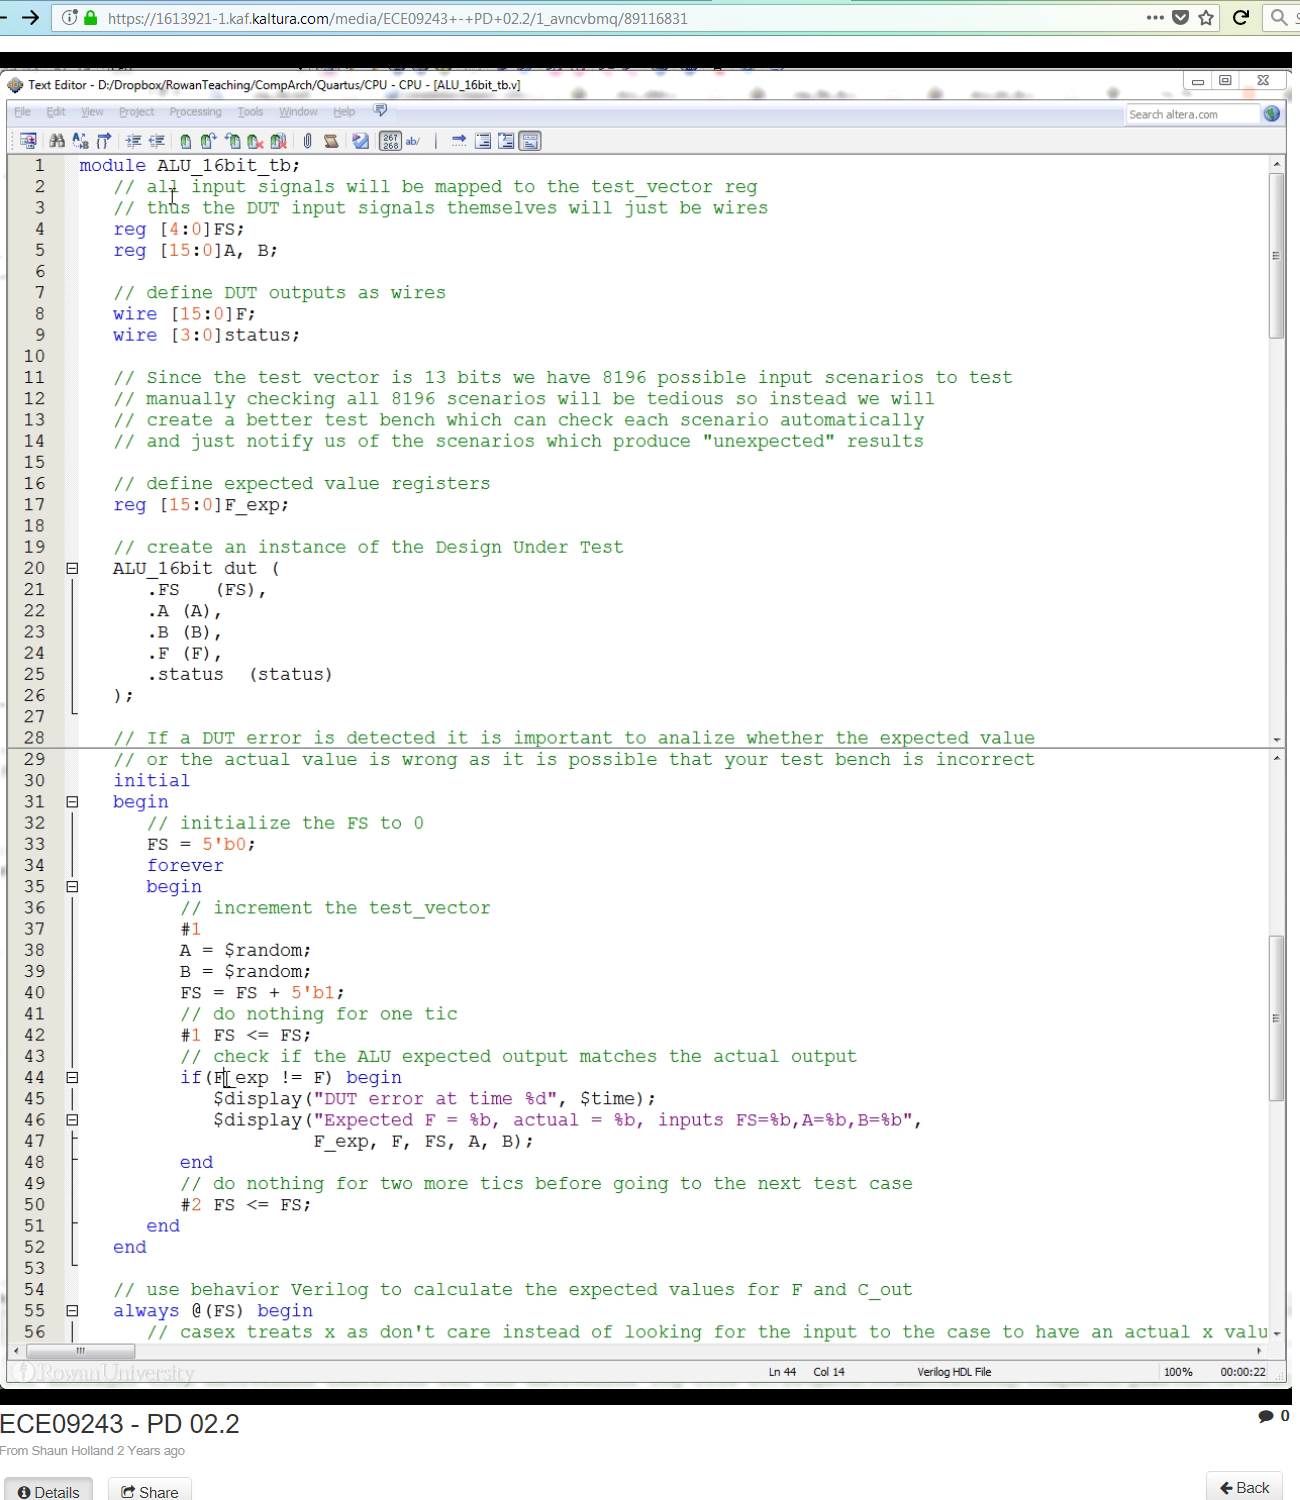 https://1613921-1.kaf.kaltura.com/media/ECE09243+-+PD+02.2/1_avncvbmq/89116831
Text Editor - D:/Dropbox/RowanTeaching/CompArch/Quartus/CPU - CPU - [ALU_16bit_tb.v]
File Edit View Project Processing Tools Window Help
Search altera.com
267 268 ab/
1 module ALU_16bit_tb;
2 // all input signals will be mapped to the test_vector reg
3 // thus the DUT input signals themselves will just be wires
4 reg [4:0]FS;
5 reg [15:0]A, B;
6
7 // define DUT outputs as wires
8 wire [15:0]F;
9 wire [3:0]status;
10
11 // Since the test vector is 13 bits we have 8196 possible input scenarios to test
12 // manually checking all 8196 scenarios will be tedious so instead we will
13 // create a better test bench which can check each scenario automatically
14 // and just notify us of the scenarios which produce "unexpected" results
15
16 // define expected value registers
17 reg [15:0]F_exp;
18
19 // create an instance of the Design Under Test
20 ALU_16bit dut (
21 .FS (FS),
22 .A (A),
23 .B (B),
24 .F (F),
25 .status (status)
26 );
27
28 // If a DUT error is detected it is important to analize whether the expected value
29 // or the actual value is wrong as it is possible that your test bench is incorrect
30 initial
31 begin
32 // initialize the FS to 0
33 FS = 5'b0;
34 forever
35 begin
36 // increment the test_vector
37 #1
38 A = $random;
39 B = $random;
40 FS = FS + 5'b1;
41 // do nothing for one tic
42 #1 FS <= FS;
43 // check if the ALU expected output matches the actual output
44 if(F_exp != F) begin
45 $display("DUT error at time %d", $time);
46 $display("Expected F = %b, actual = %b, inputs FS=%b,A=%b,B=%b",
47 F_exp, F, FS, A, B);
48 end
49 // do nothing for two more tics before going to the next test case
50 #2 FS <= FS;
51 end
52 end
53
54 // use behavior Verilog to calculate the expected values for F and C_out
55 always @(FS) begin
56 // casex treats x as don't care instead of looking for the input to the case to have an actual x valu
Rowan University
Ln 44 Col 14 Verilog HDL File 100% 00:00:22
ECE09243 - PD 02.2
0
From Shaun Holland 2 Years ago
Details Share Back